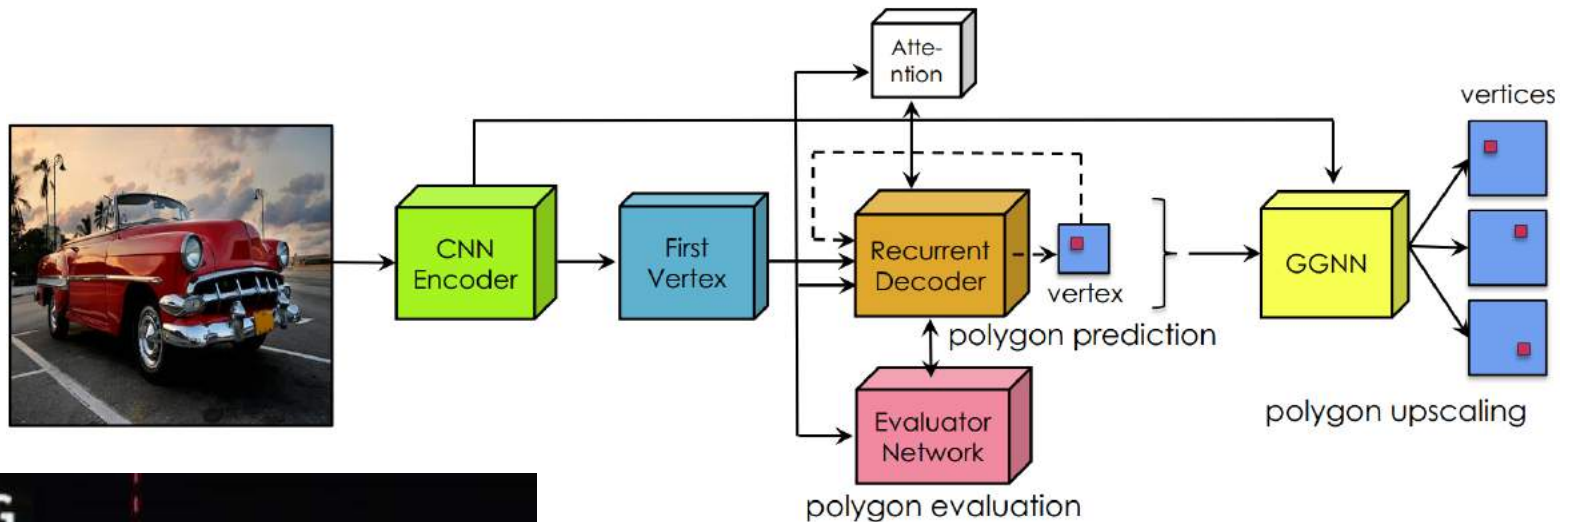 Atte-
ntion
vertices
CNN
Encoder
First
Vertex
Recurrent
Decoder
vertex
GGNN
polygon prediction
Evaluator
Network
polygon upscaling
polygon evaluation